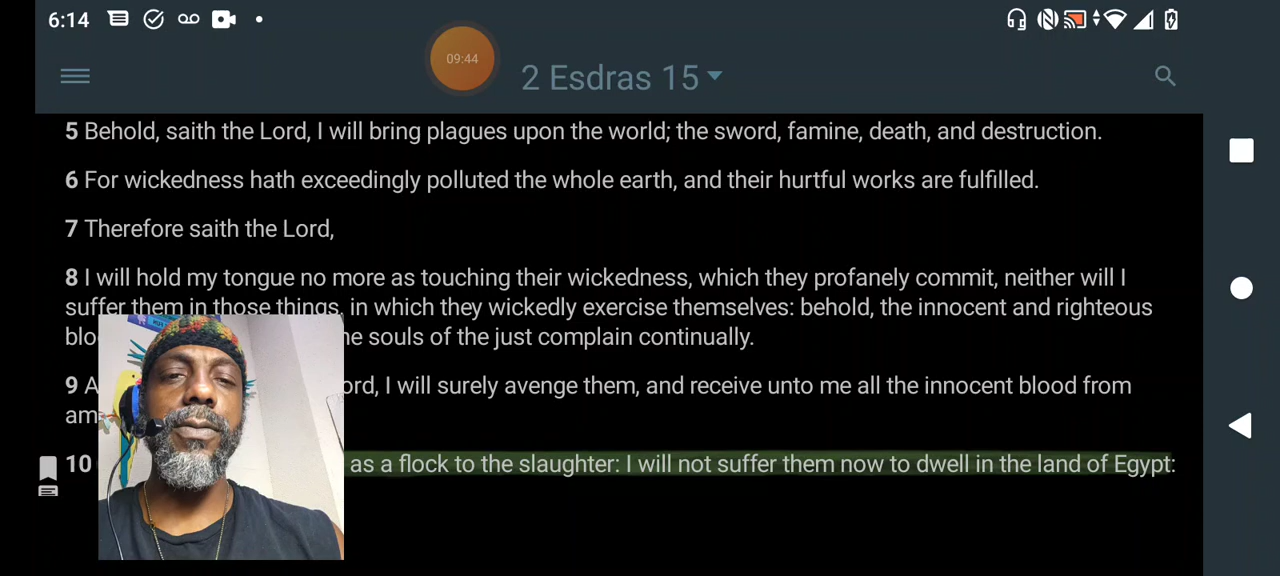 6:14
09:44
2 Esdras 15
5 Behold, saith the Lord, I will bring plagues upon the world; the sword, famine, death, and destruction.
6 For wickedness hath exceedingly polluted the whole earth, and their hurtful works are fulfilled.
7 Therefore saith the Lord,
8 I will hold my tongue no more as touching their wickedness, which they profanely commit, neither will I
suffer them in those things, in which they wickedly exercise themselves: behold, the innocent and righteous
souls of the just complain continually.
9 I will surely avenge them, and receive unto me all the innocent blood from
10 as a flock to the slaughter: I will not suffer them now to dwell in the land of Egypt: